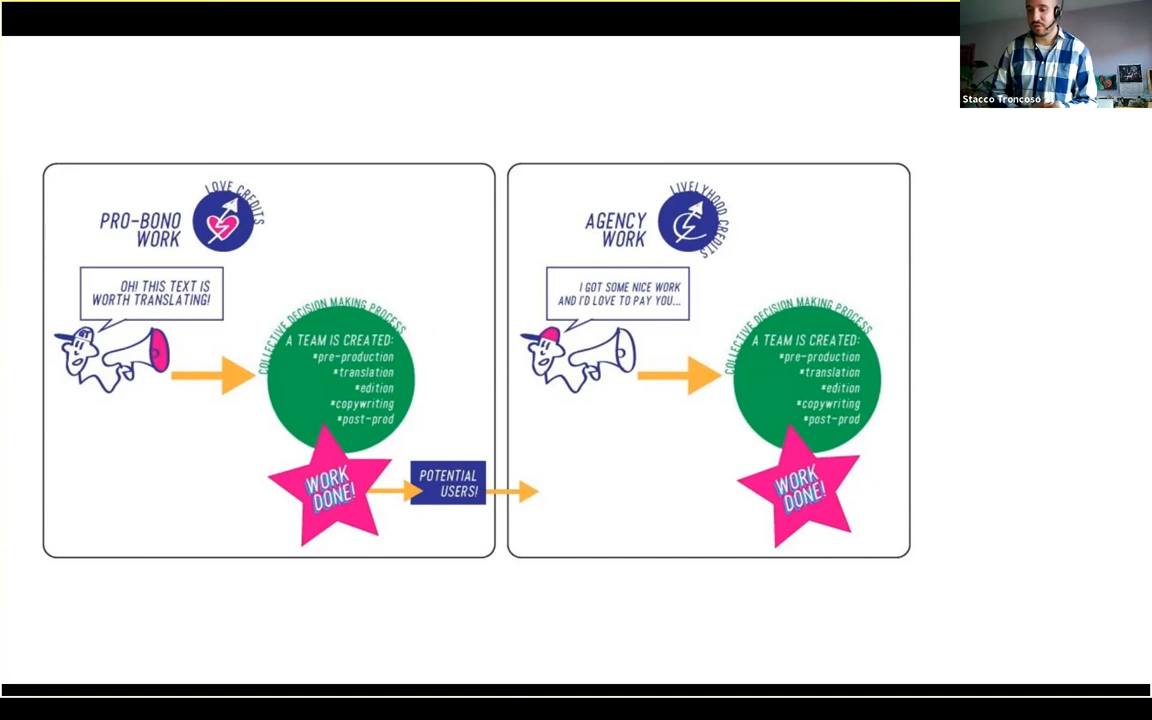 Stacco Troncoso
LOVE CREDITS
PRO-BONO
WORK
OH! THIS TEXT IS
WORTH TRANSLATING!
COLLECTIVE DECISION MAKING PROCESS
A TEAM IS CREATED:
*pre-production
*translation
*edition
*copywriting
*post-prod
WORK
DONE!
POTENTIAL
USERS!
LIVELYHOOD CREDITS
AGENCY
WORK
I GOT SOME NICE WORK
AND I'D LOVE TO PAY YOU...
COLLECTIVE DECISION MAKING PROCESS
A TEAM IS CREATED:
*pre-production
*translation
*edition
*copywriting
*post-prod
WORK
DONE!